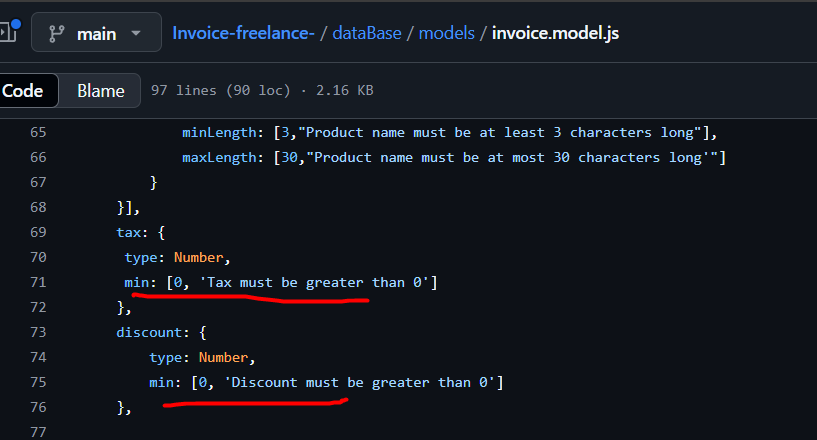 main
Invoice-freelance- / dataBase / models / invoice.model.js
Code Blame 97 lines (90 loc) · 2.16 KB
65 minLength: [3,"Product name must be at least 3 characters long"],
66 maxLength: [30,"Product name must be at most 30 characters long'"]
67 }
68 }],
69 tax: {
70 type: Number,
71 min: [0, 'Tax must be greater than 0']
72 },
73 discount: {
74 type: Number,
75 min: [0, 'Discount must be greater than 0']
76 },
77